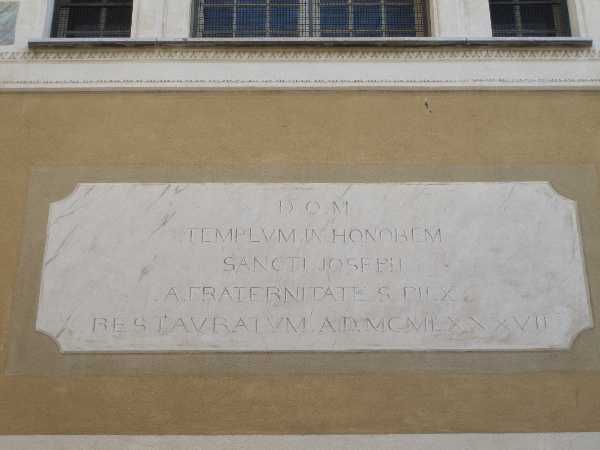 D.O.M
TEMPLVM.IN.HONOREM
SANCTI JOSEPH
A.FRATERNITATE S.PII.X.
RESTAVRATVM A.D.MCMLXXXVII